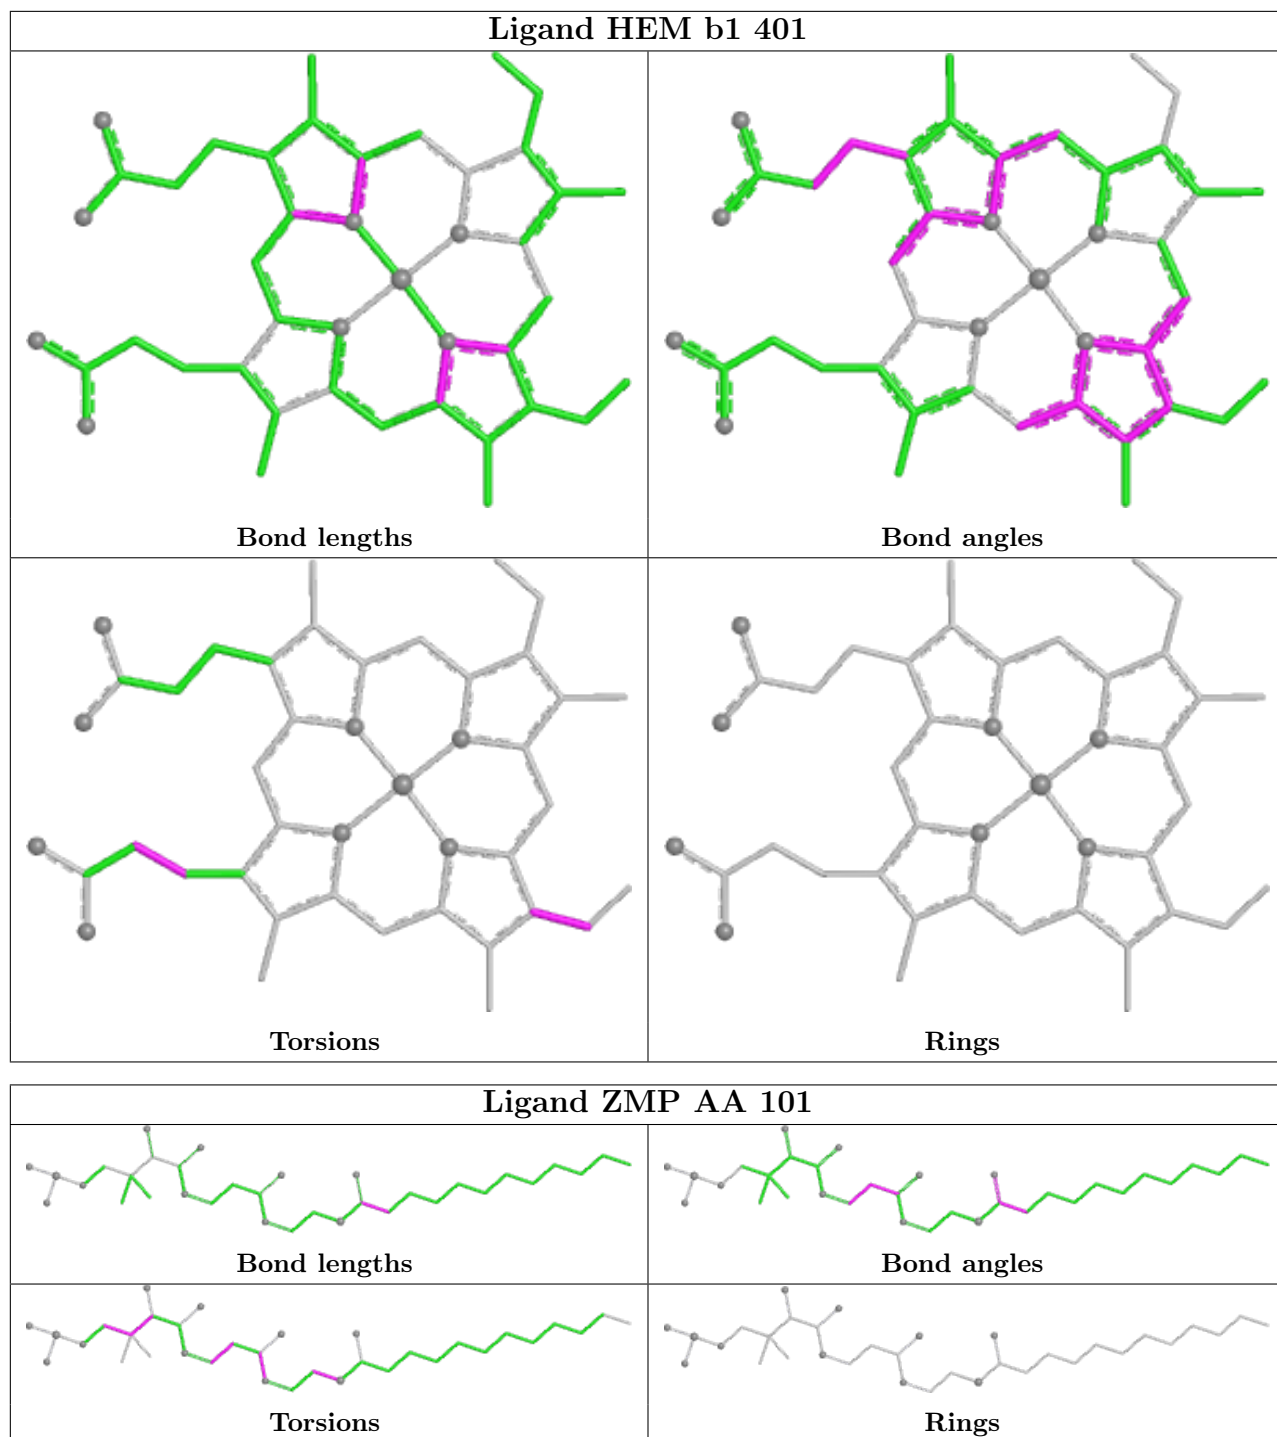 Ligand HEM b1 401
Bond lengths
Bond angles
Torsions
Rings
Ligand ZMP AA 101
Bond lengths
Bond angles
Torsions
Rings